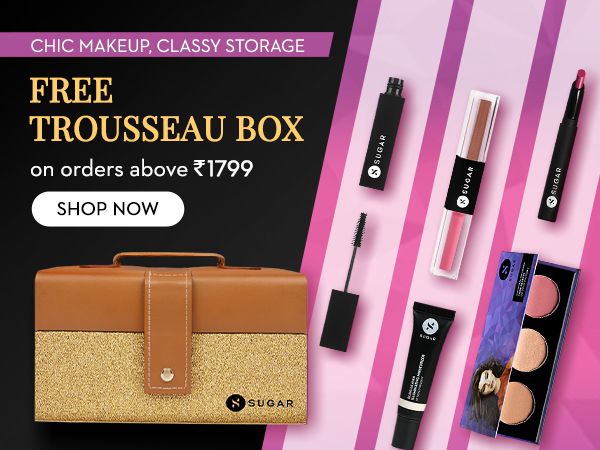 CHIC MAKEUP, CLASSY STORAGE
FREE
TROUSSEAU BOX
on orders above ₹1799
SHOP NOW
SUGAR
SUGAR
SUGAR
SUGAR
SUGAR
SUGAR